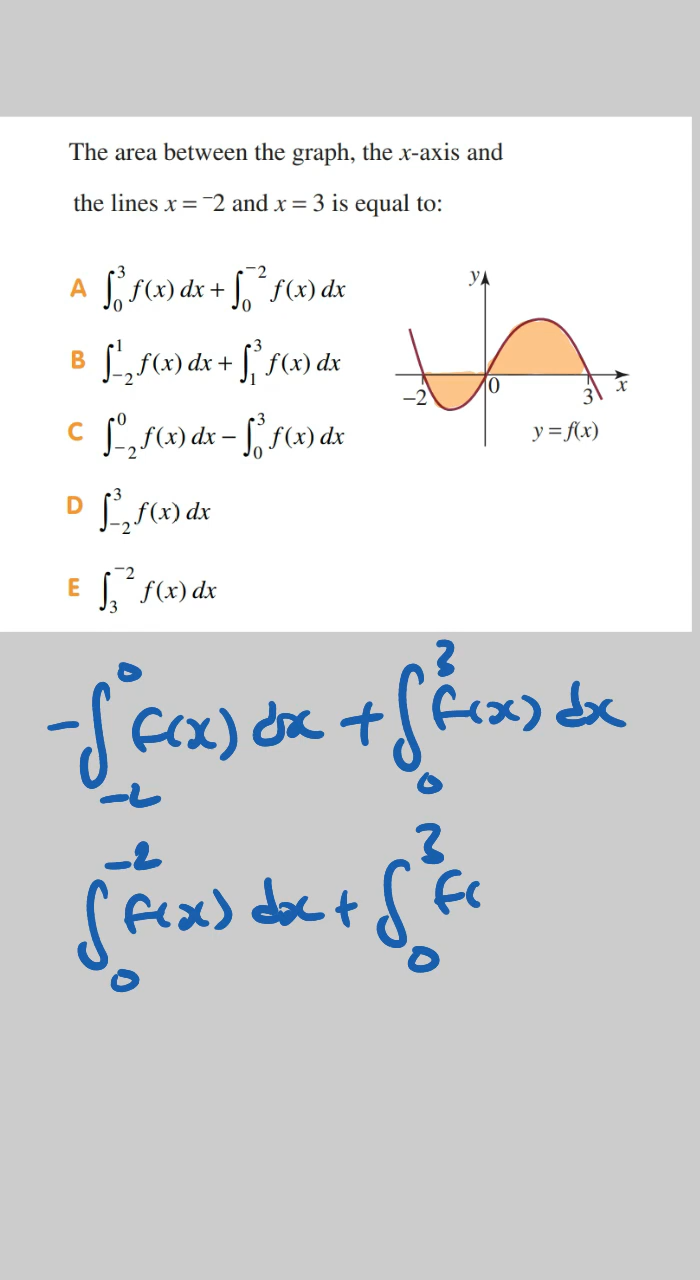 The area between the graph, the x-axis and
the lines x = ⁻2 and x = 3 is equal to:
A ∫₀³ f(x) dx + ∫₀⁻² f(x) dx
B ∫₋₂¹ f(x) dx + ∫₁³ f(x) dx
C ∫₋₂⁰ f(x) dx – ∫₀³ f(x) dx
D ∫₋₂³ f(x) dx
E ∫₃⁻² f(x) dx
y
–2 0 3 x
y = f(x)
-∫₋₂⁰ f(x) dx + ∫₀³ f(x) dx
∫₀⁻² f(x) dx + ∫₀³ f(